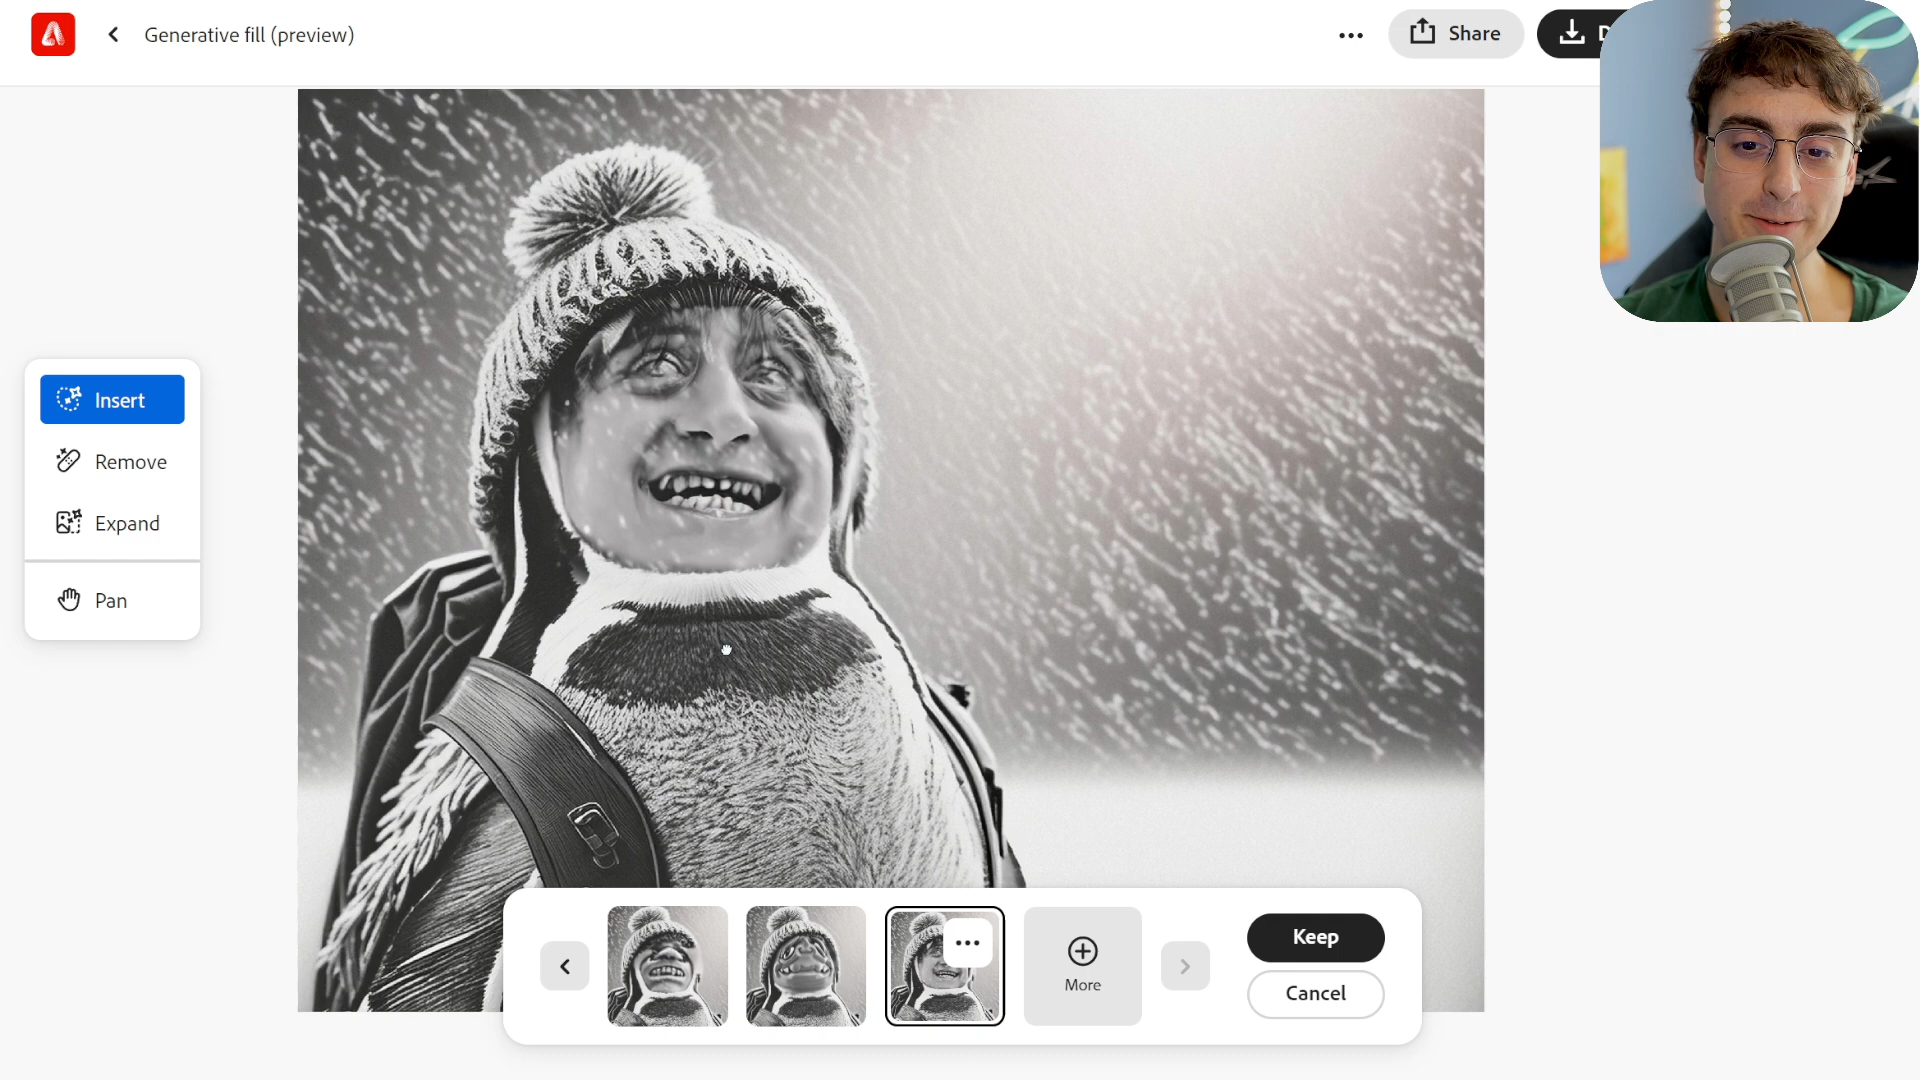 Generative fill (preview)
Share
Insert
Remove
Expand
Pan
More
Keep
Cancel